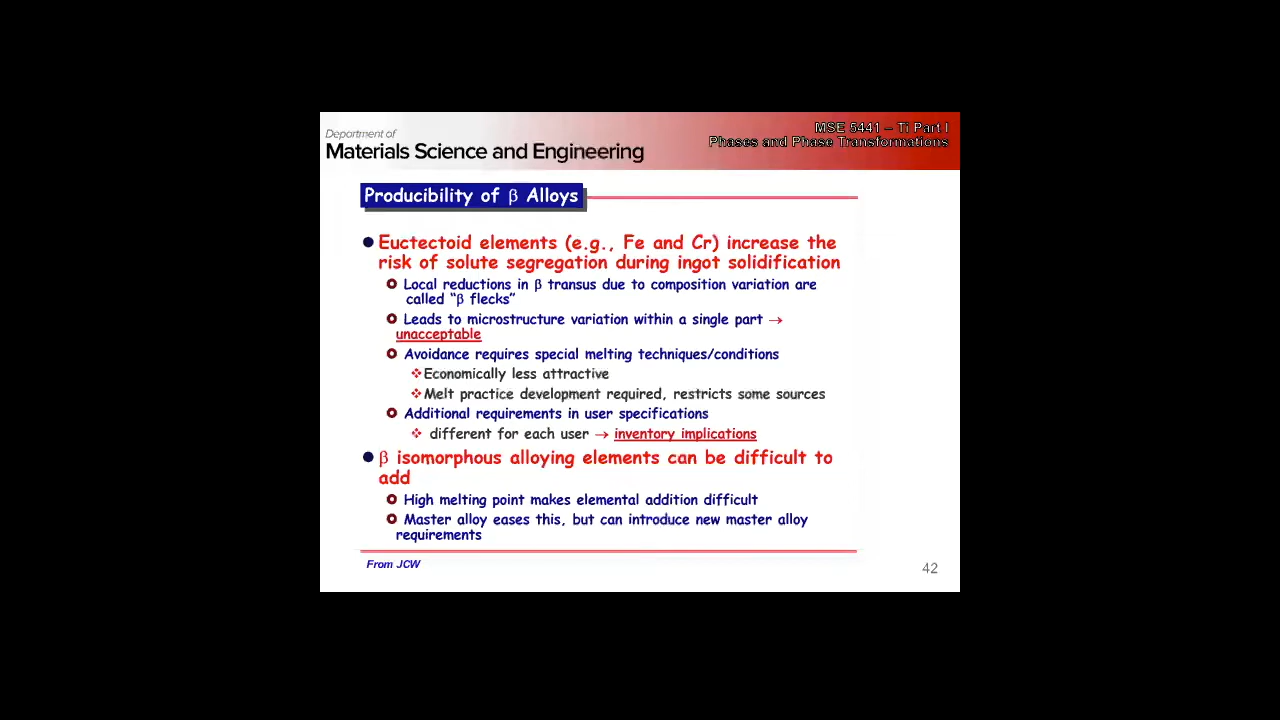 Department of
Materials Science and Engineering
MSE 5441 – Ti Part I
Phases and Phase Transformations
Producibility of β Alloys
Euctectoid elements (e.g., Fe and Cr) increase the
risk of solute segregation during ingot solidification
Local reductions in β transus due to composition variation are
called “β flecks”
Leads to microstructure variation within a single part →
unacceptable
Avoidance requires special melting techniques/conditions
Economically less attractive
Melt practice development required, restricts some sources
Additional requirements in user specifications
different for each user → inventory implications
β isomorphous alloying elements can be difficult to
add
High melting point makes elemental addition difficult
Master alloy eases this, but can introduce new master alloy
requirements
From JCW
42